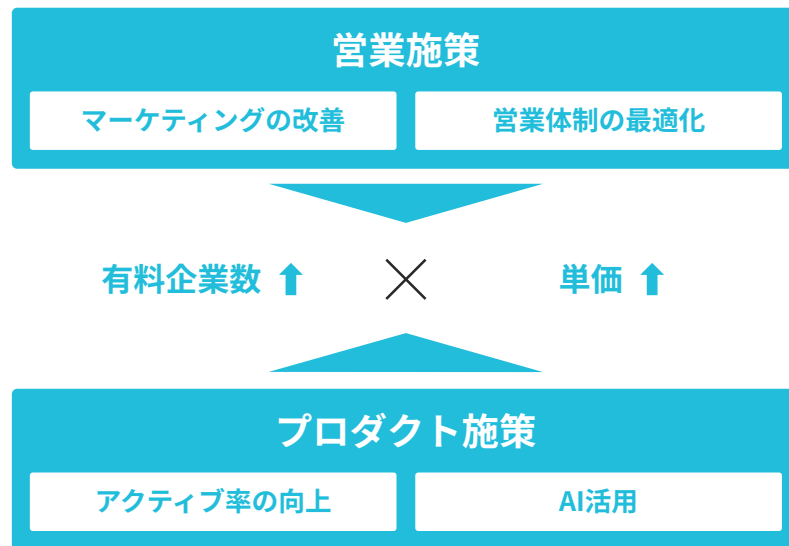 営業施策
マーケティングの改善
営業体制の最適化
有料企業数
単価
プロダクト施策
アクティブ率の向上
AI活用